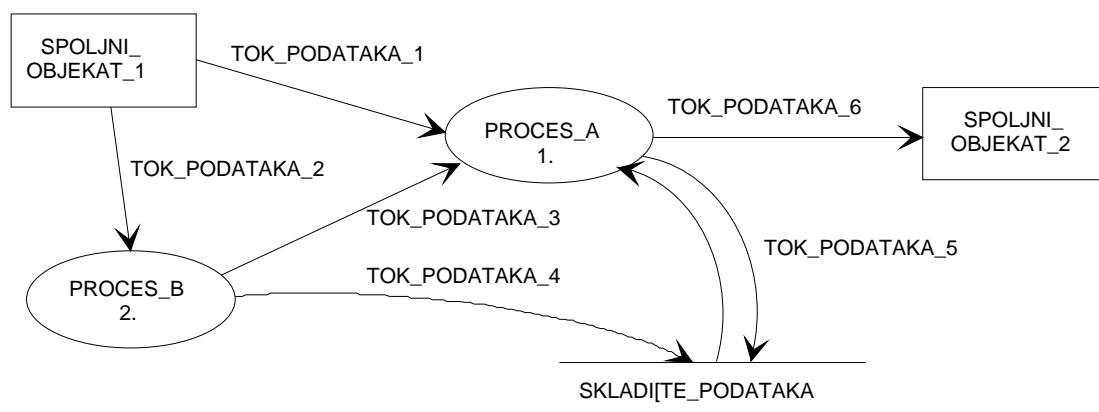 SPOLJNI_
OBJEKAT_1
TOK_PODATAKA_1
PROCES_A
1.
TOK_PODATAKA_6
SPOLJNI_
OBJEKAT_2
TOK_PODATAKA_2
TOK_PODATAKA_3
TOK_PODATAKA_5
TOK_PODATAKA_4
PROCES_B
2.
SKLADI[TE_PODATAKA